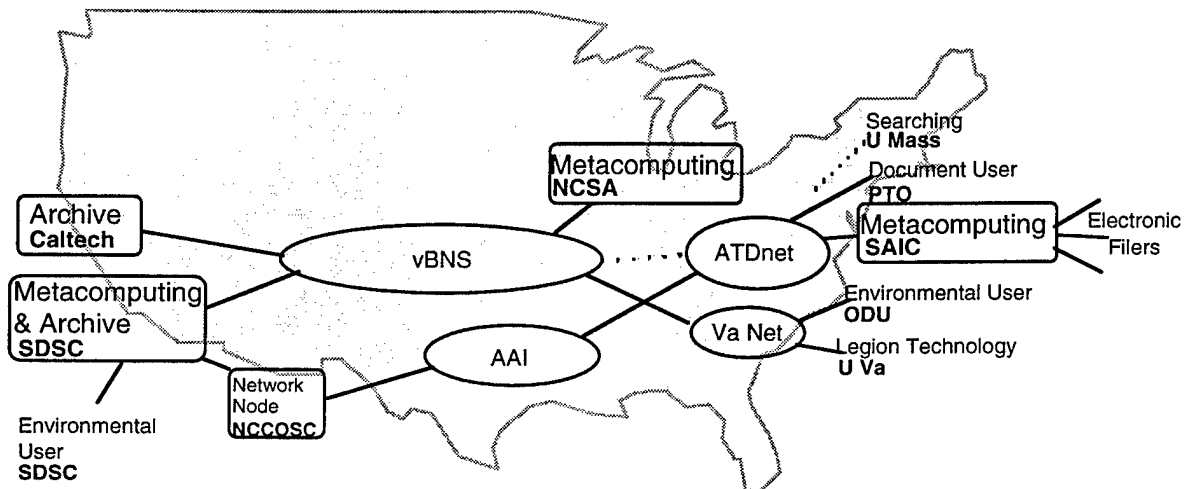 Searching
U Mass
Document User
PTO
Metacomputing
NCSA
Archive
Caltech
Metacomputing
SAIC
Electronic
Filers
vBNS
ATDnet
Metacomputing
& Archive
SDSC
Environmental User
ODU
Va Net
Legion Technology
U Va
AAI
Network
Node
NCCOSC
Environmental
User
SDSC